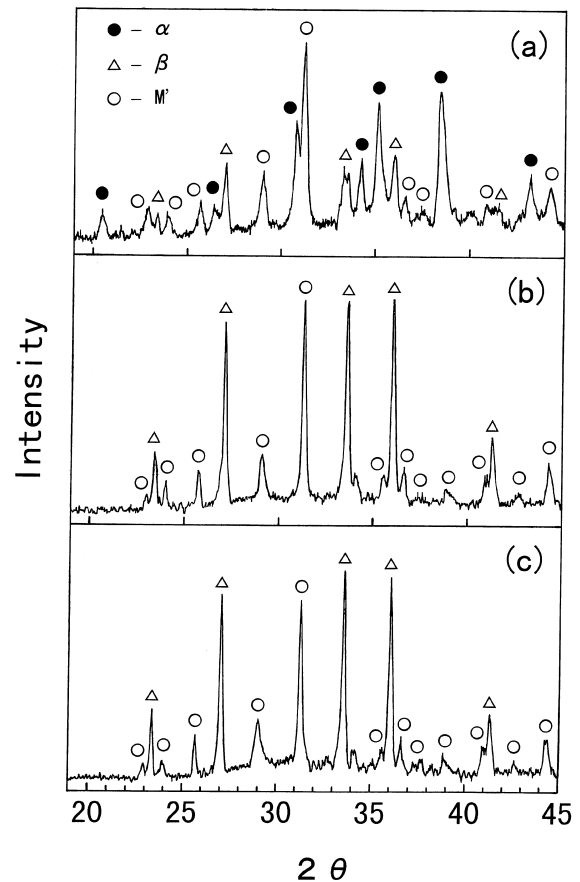 (a)
● – α
△ – β
○ – M'
(b)
(c)
Intensity
20 25 30 35 40 45
2 θ